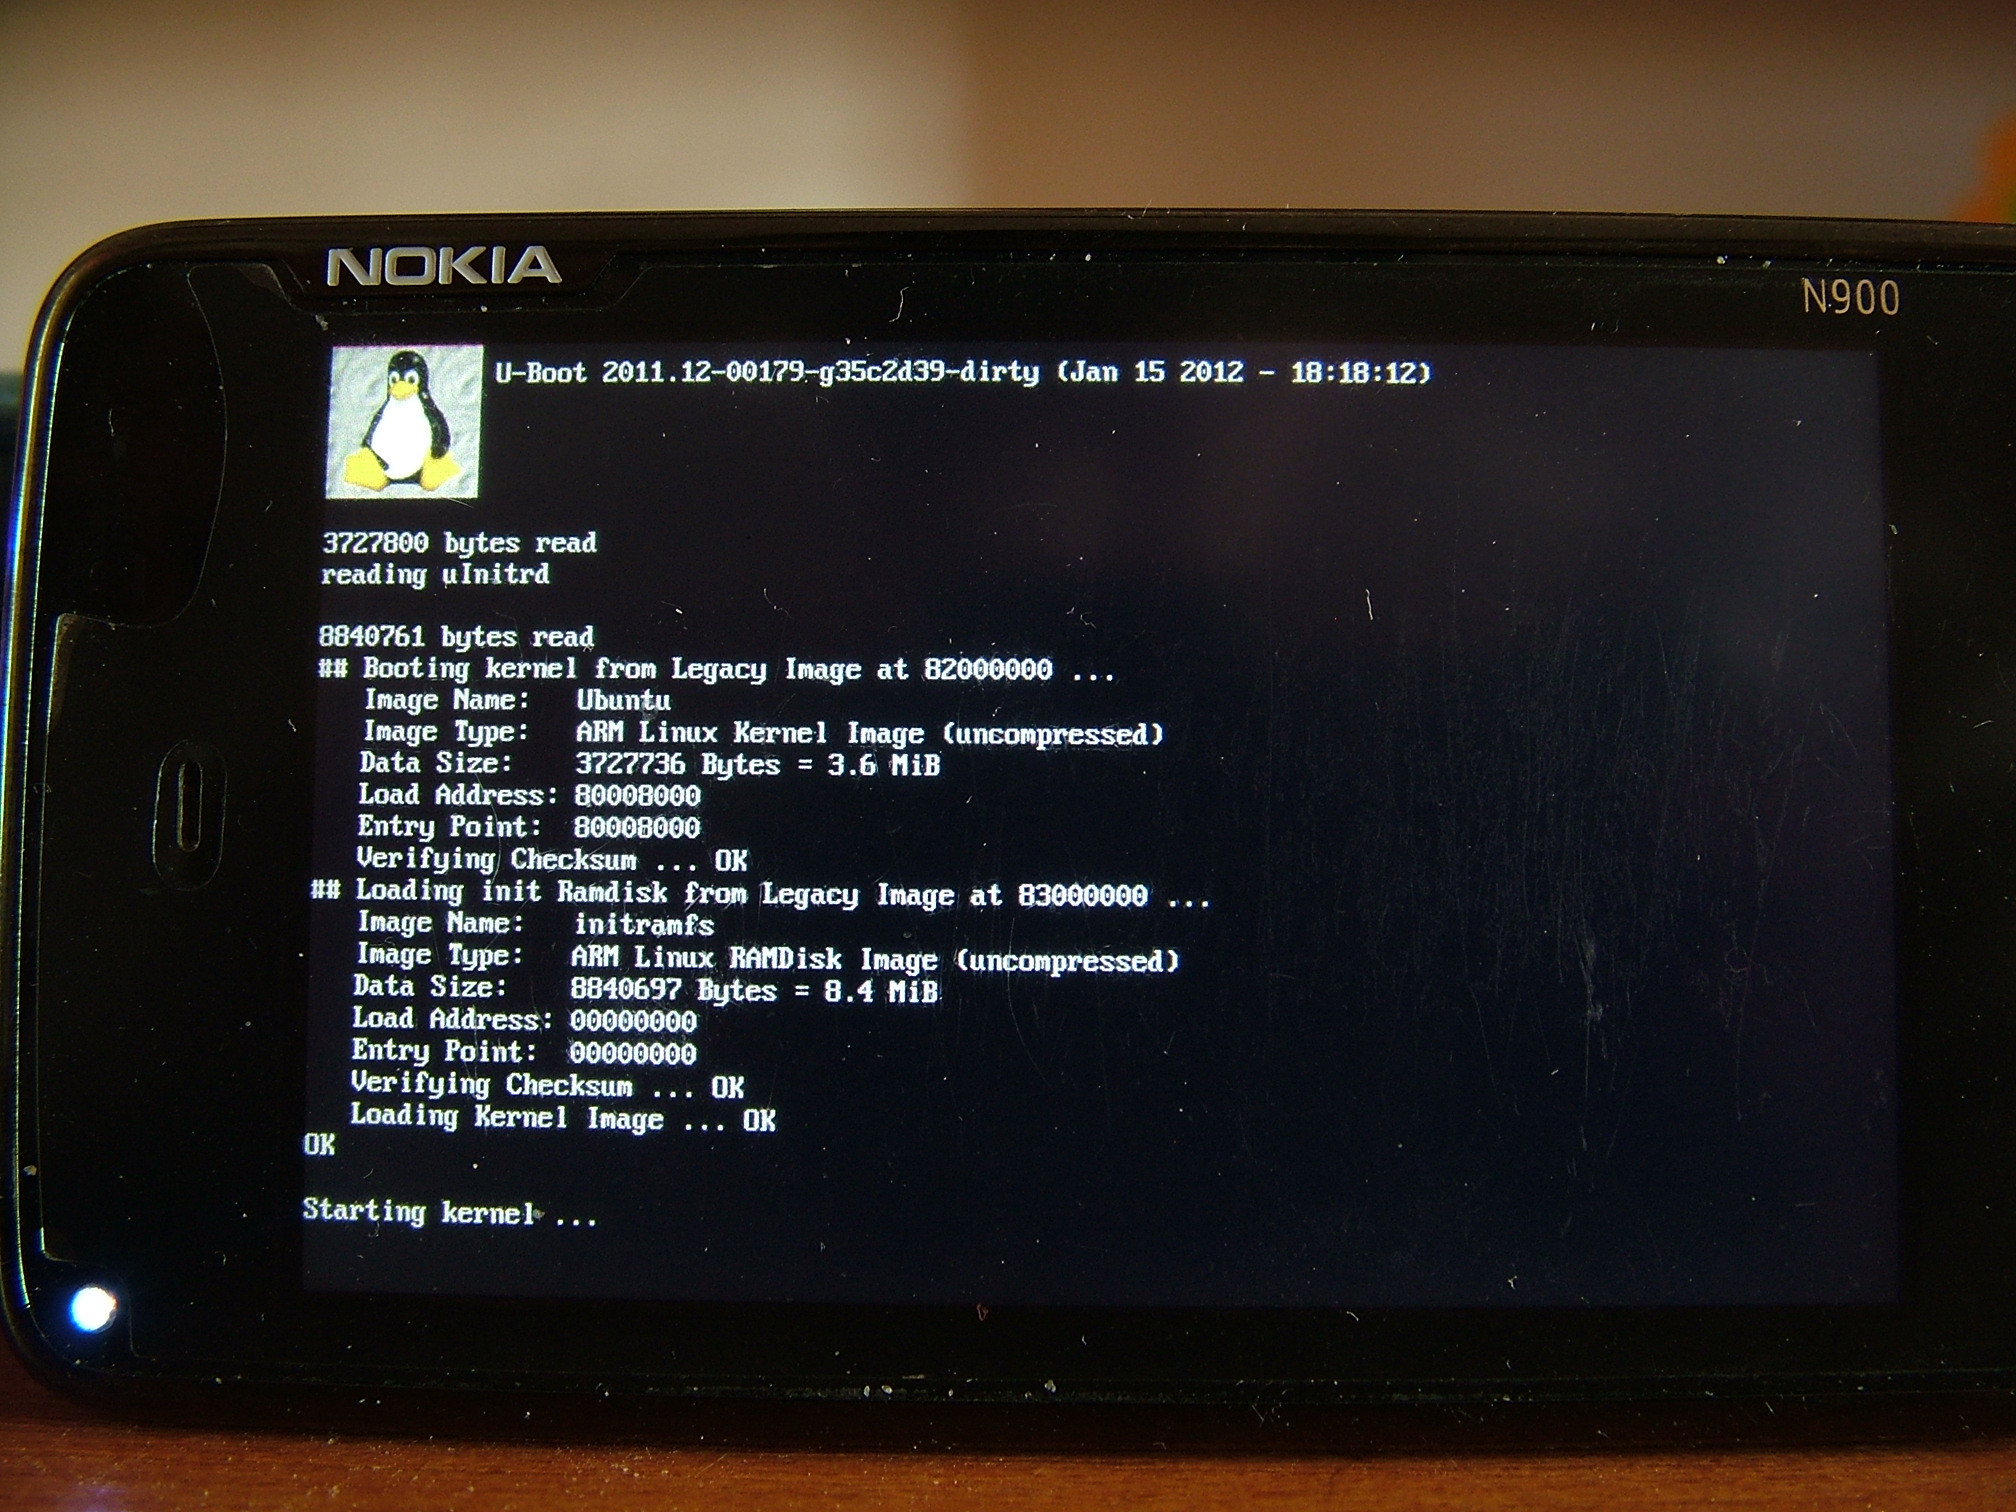 NOKIA
N900
U-Boot 2011.12-00179-g35c2d39-dirty (Jan 15 2012 - 18:18:12)
3727800 bytes read
reading uInitrd
8840761 bytes read
## Booting kernel from Legacy Image at 82000000 ...
Image Name: Ubuntu
Image Type: ARM Linux Kernel Image (uncompressed)
Data Size: 3727736 Bytes = 3.6 MiB
Load Address: 80008000
Entry Point: 80008000
Verifying Checksum ... OK
## Loading init Ramdisk from Legacy Image at 83000000 ...
Image Name: initramfs
Image Type: ARM Linux RAMDisk Image (uncompressed)
Data Size: 8840697 Bytes = 8.4 MiB
Load Address: 00000000
Entry Point: 00000000
Verifying Checksum ... OK
Loading Kernel Image ... OK
OK
Starting kernel ...